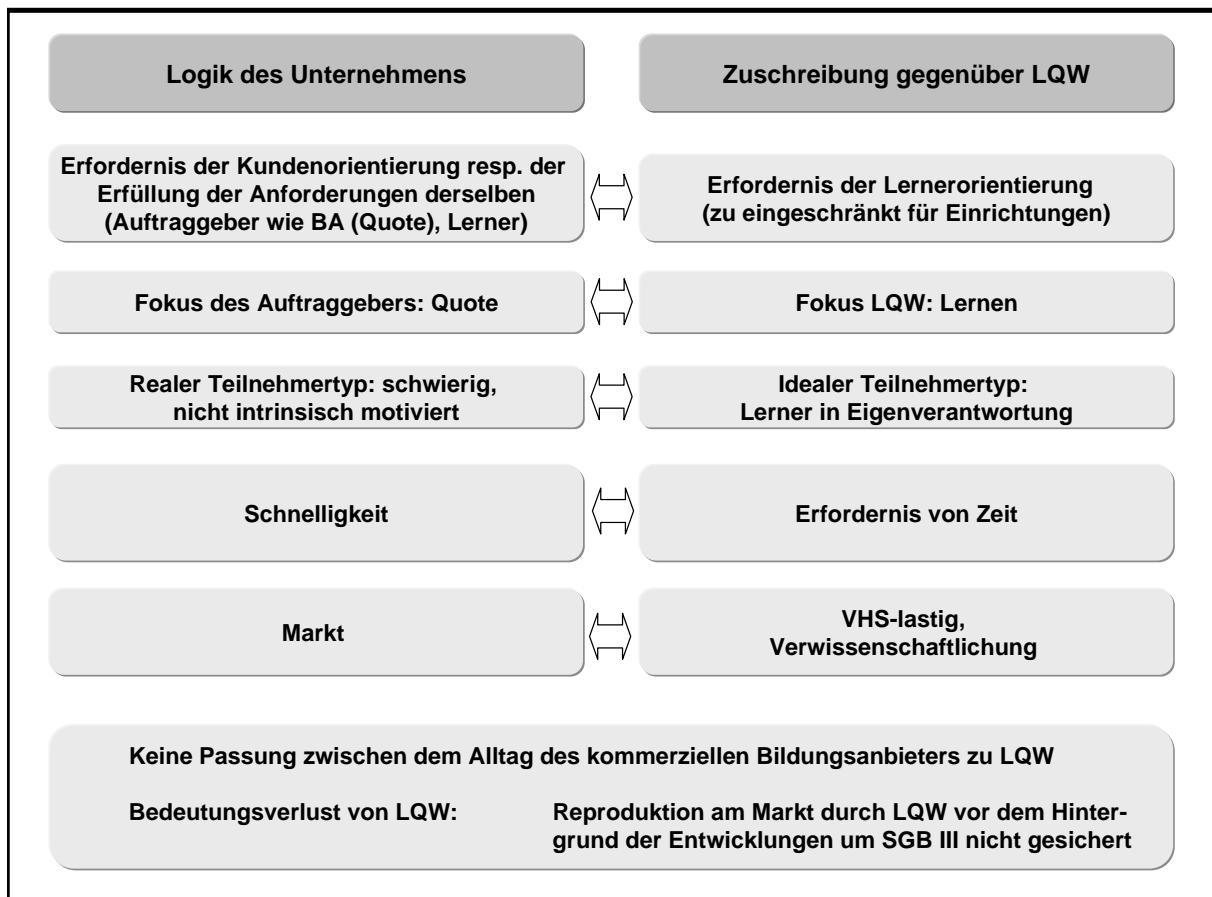 Logik des Unternehmens
Zuschreibung gegenüber LQW
Erfordernis der Kundenorientierung resp. der
Erfüllung der Anforderungen derselben
(Auftraggeber wie BA (Quote), Lerner)
Erfordernis der Lernerorientierung
(zu eingeschränkt für Einrichtungen)
Fokus des Auftraggebers: Quote
Fokus LQW: Lernen
Realer Teilnehmertyp: schwierig,
nicht intrinsisch motiviert
Idealer Teilnehmertyp:
Lerner in Eigenverantwortung
Schnelligkeit
Erfordernis von Zeit
Markt
VHS-lastig,
Verwissenschaftlichung
Keine Passung zwischen dem Alltag des kommerziellen Bildungsanbieters zu LQW
Bedeutungsverlust von LQW: Reproduktion am Markt durch LQW vor dem Hinter-
grund der Entwicklungen um SGB III nicht gesichert